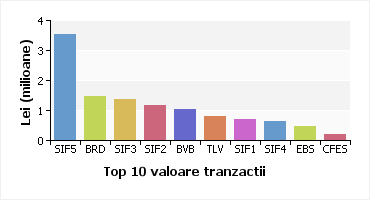 Lei (milioane)
4
3
2
1
0
SIF5 BRD SIF3 SIF2 BVB TLV SIF1 SIF4 EBS CFES
Top 10 valoare tranzactii